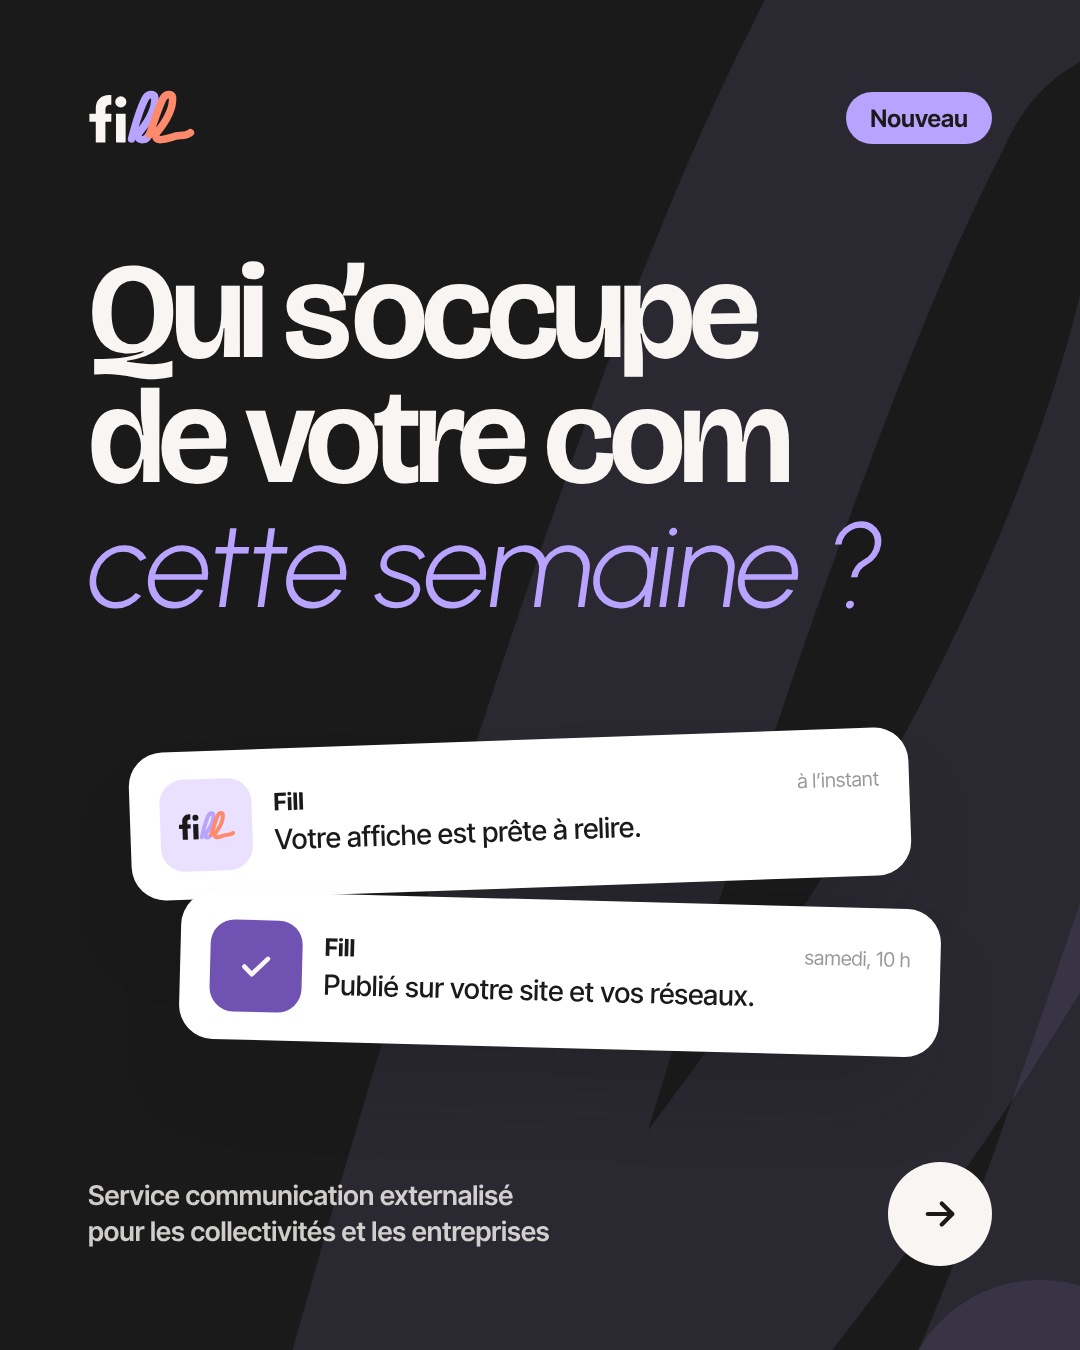 fill
Nouveau
Qui s’occupe
de votre com
cette semaine ?
fill
Fill
à l’instant
Votre affiche est prête à relire.
Fill
samedi, 10 h
Publié sur votre site et vos réseaux.
Service communication externalisé
pour les collectivités et les entreprises